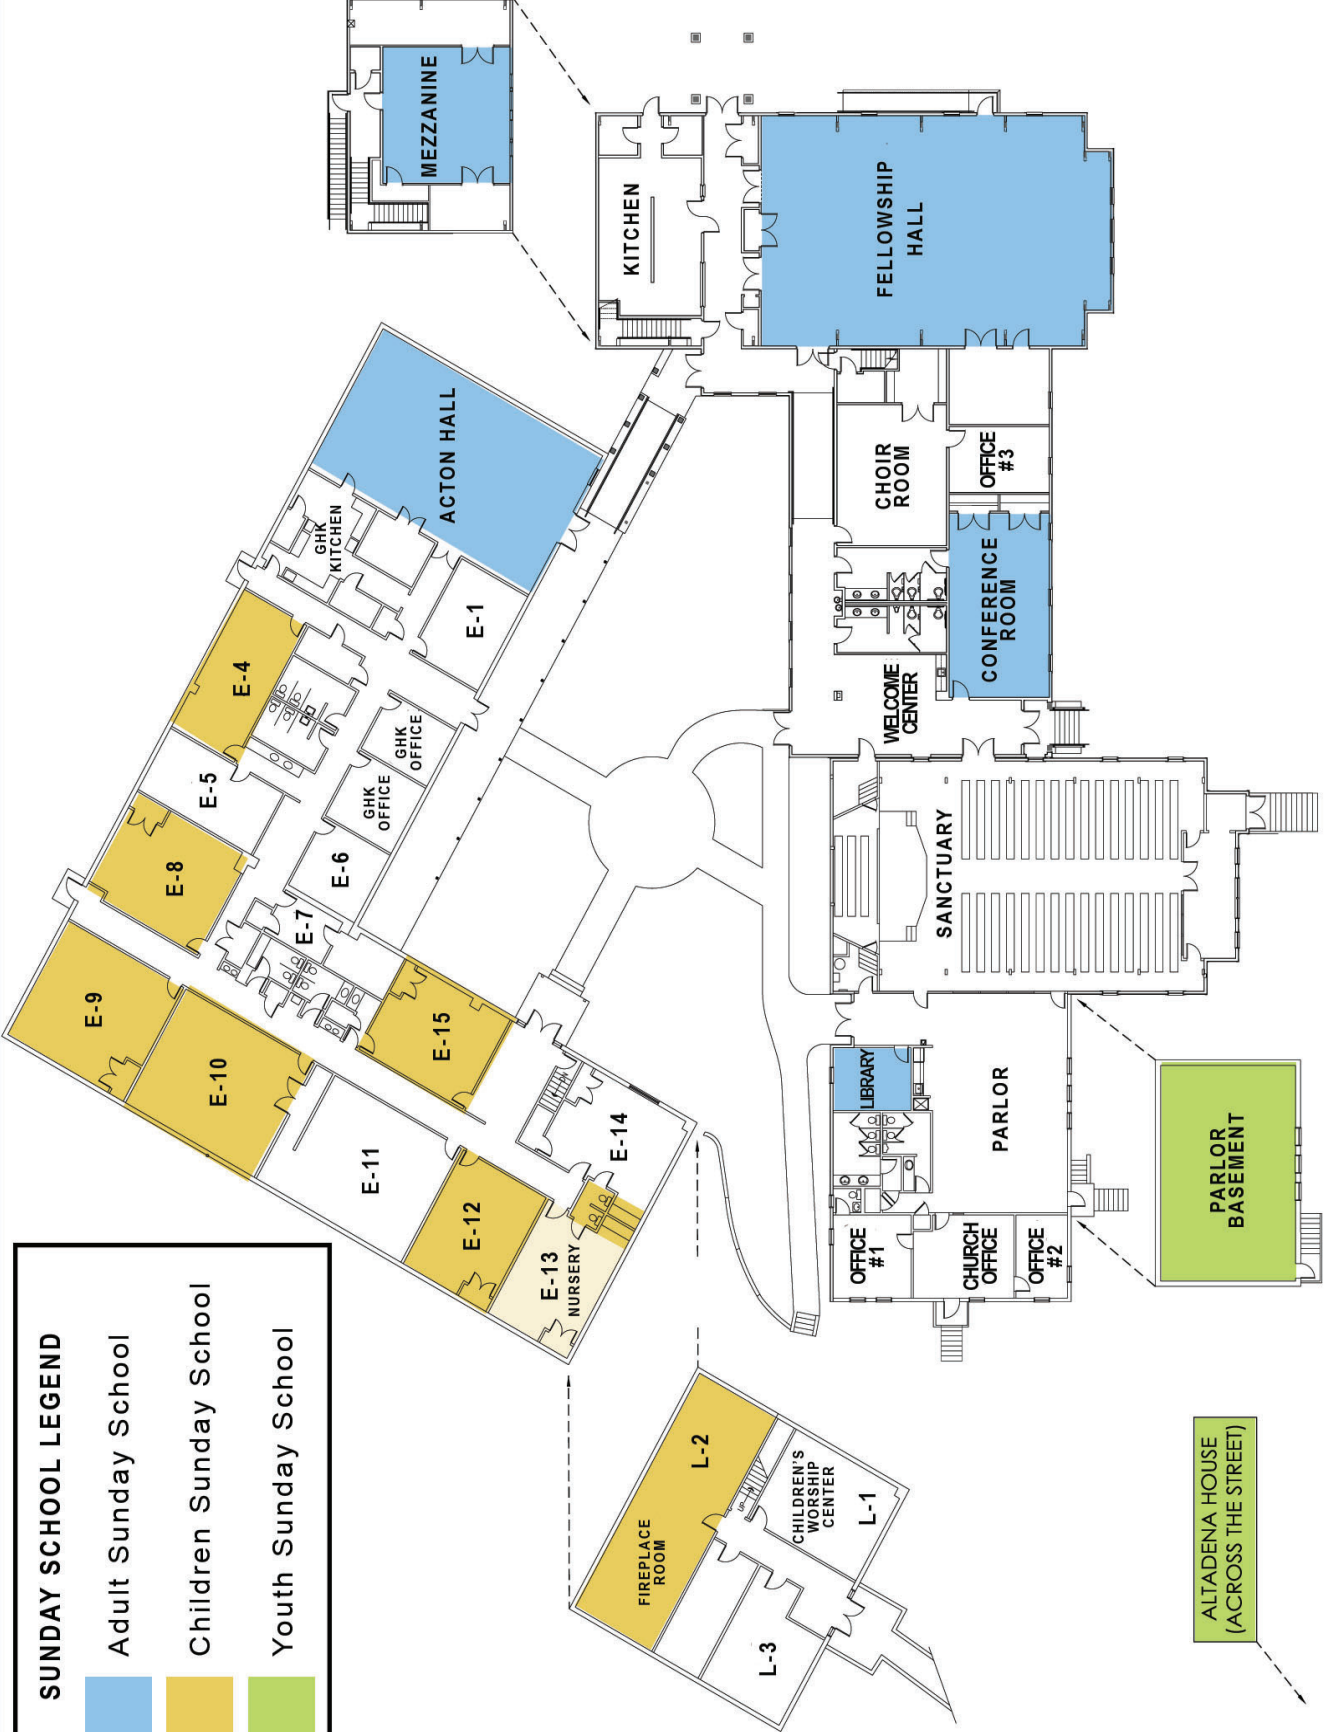 SUNDAY SCHOOL LEGEND
Adult Sunday School
Children Sunday School
Youth Sunday School
MEZZANINE
KITCHEN
FELLOWSHIP
HALL
ACTON HALL
GHK
KITCHEN
E-1
E-4
E-5
GHK
OFFICE
GHK
OFFICE
E-6
E-7
E-8
E-9
E-10
E-11
E-12
E-13
NURSERY
E-14
E-15
CHOIR
ROOM
OFFICE
#3
CONFERENCE
ROOM
WELCOME
CENTER
SANCTUARY
LIBRARY
PARLOR
OFFICE
#1
CHURCH
OFFICE
OFFICE
#2
PARLOR
BASEMENT
L-2
FIREPLACE
ROOM
UP
CHILDREN'S
WORSHIP
CENTER
L-1
L-3
ALTADENA HOUSE
(ACROSS THE STREET)